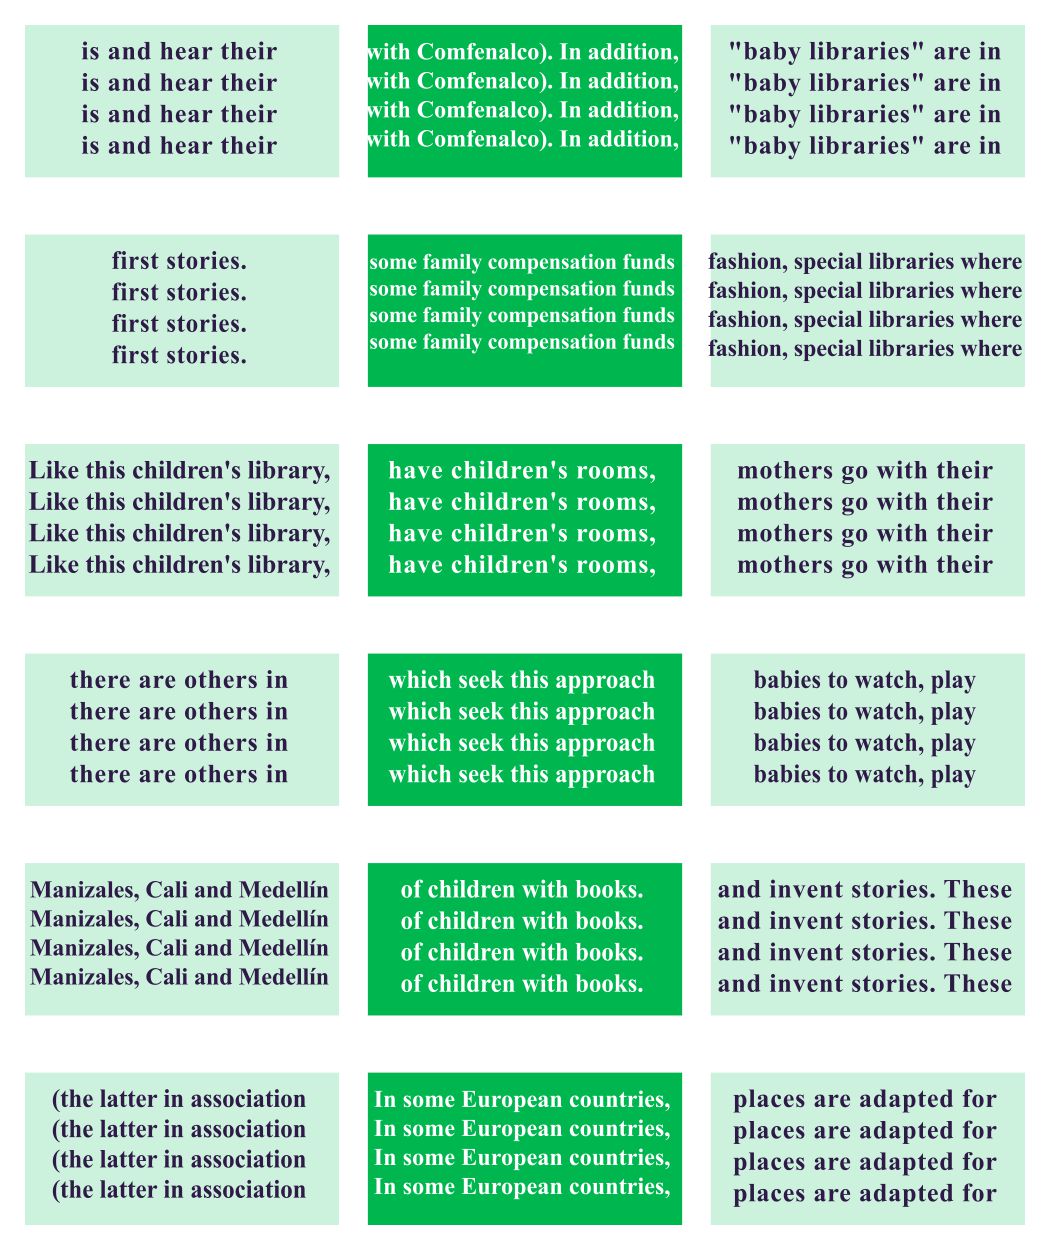 is and hear their
is and hear their
is and hear their
is and hear their
first stories.
first stories.
first stories.
first stories.
Like this children's library,
Like this children's library,
Like this children's library,
Like this children's library,
there are others in
there are others in
there are others in
there are others in
Manizales, Cali and Medellín
Manizales, Cali and Medellín
Manizales, Cali and Medellín
Manizales, Cali and Medellín
(the latter in association
(the latter in association
(the latter in association
(the latter in association
with Comfenalco). In addition,
with Comfenalco). In addition,
with Comfenalco). In addition,
with Comfenalco). In addition,
some family compensation funds
some family compensation funds
some family compensation funds
some family compensation funds
have children's rooms,
have children's rooms,
have children's rooms,
have children's rooms,
which seek this approach
which seek this approach
which seek this approach
which seek this approach
of children with books.
of children with books.
of children with books.
of children with books.
In some European countries,
In some European countries,
In some European countries,
In some European countries,
"baby libraries" are in
"baby libraries" are in
"baby libraries" are in
"baby libraries" are in
fashion, special libraries where
fashion, special libraries where
fashion, special libraries where
fashion, special libraries where
mothers go with their
mothers go with their
mothers go with their
mothers go with their
babies to watch, play
babies to watch, play
babies to watch, play
babies to watch, play
and invent stories. These
and invent stories. These
and invent stories. These
and invent stories. These
places are adapted for
places are adapted for
places are adapted for
places are adapted for